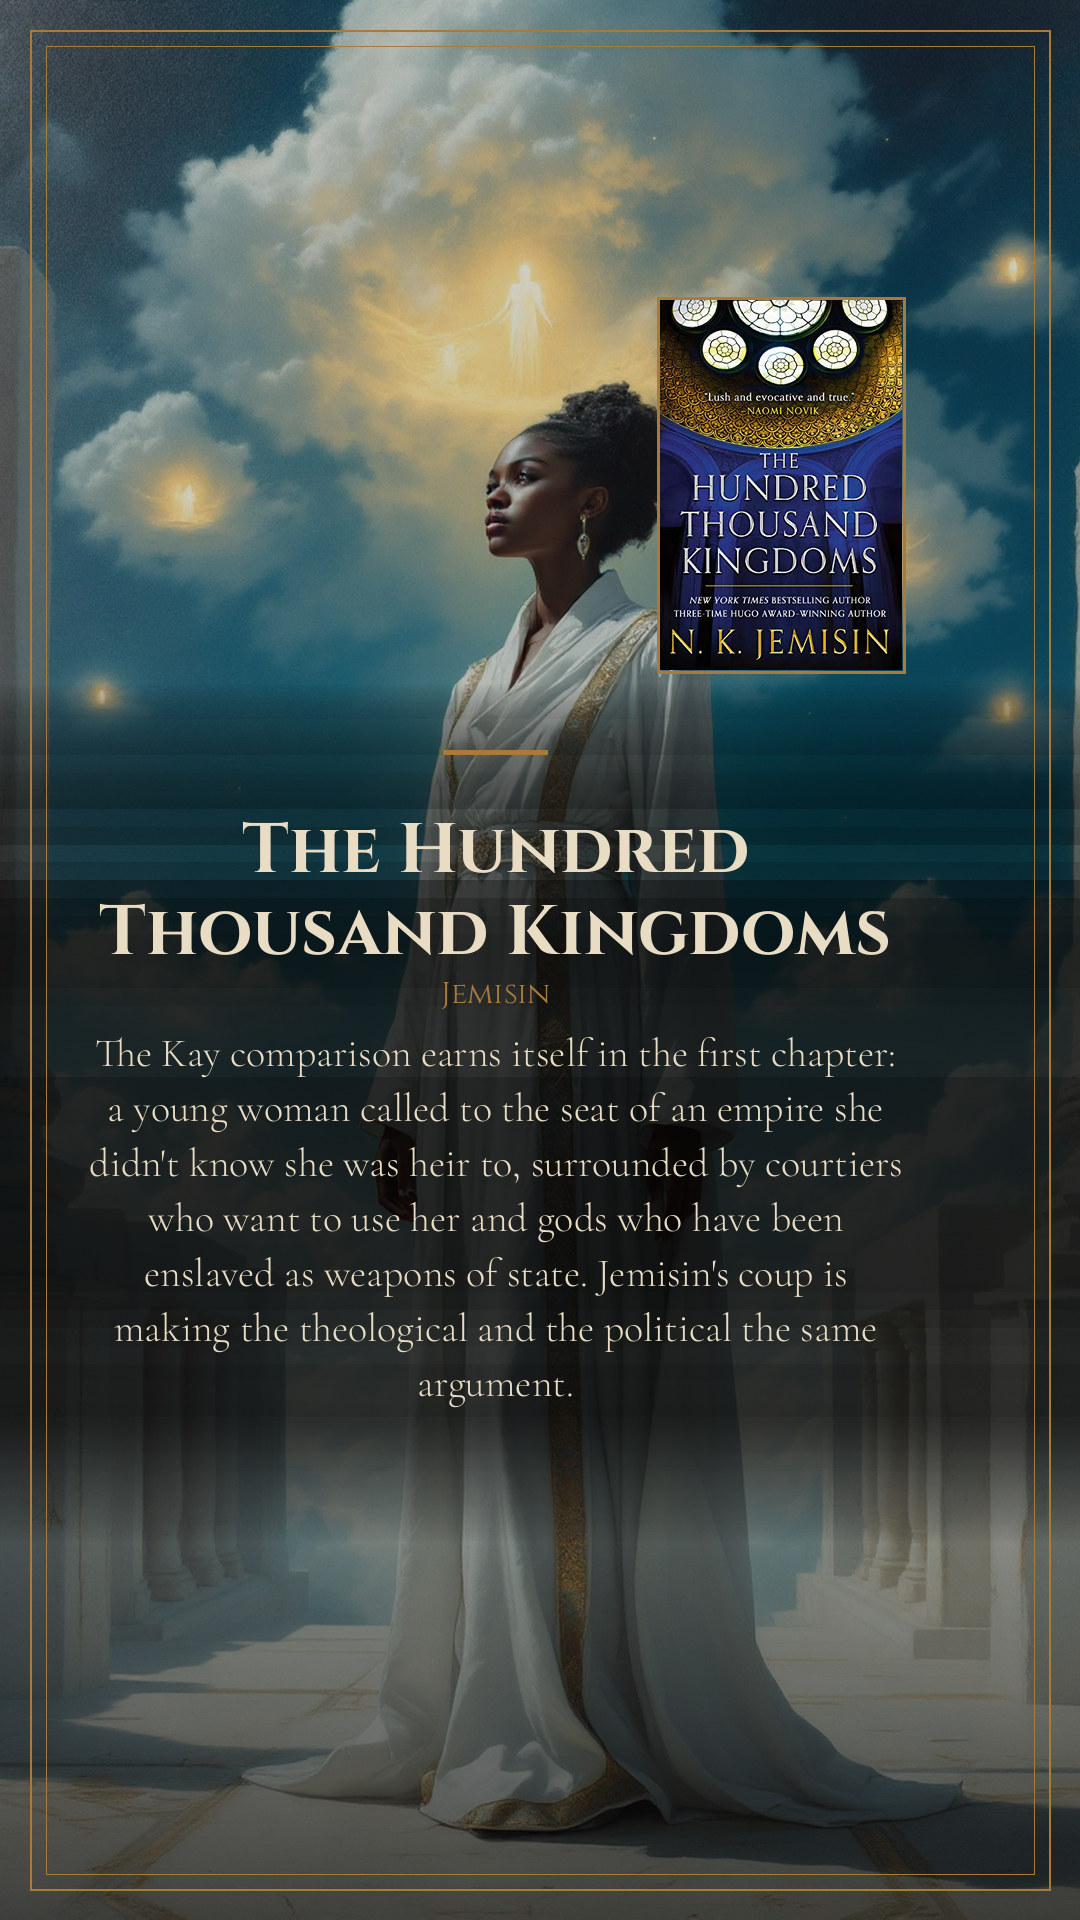 "Lush and evocative and true."
–NAOMI NOVIK
THE
HUNDRED
THOUSAND
KINGDOMS
NEW YORK TIMES BESTSELLING AUTHOR
THREE-TIME HUGO AWARD-WINNING AUTHOR
N. K. JEMISIN
The Hundred
Thousand Kingdoms
Jemisin
The Kay comparison earns itself in the first chapter:
a young woman called to the seat of an empire she
didn't know she was heir to, surrounded by courtiers
who want to use her and gods who have been
enslaved as weapons of state. Jemisin's coup is
making the theological and the political the same
argument.